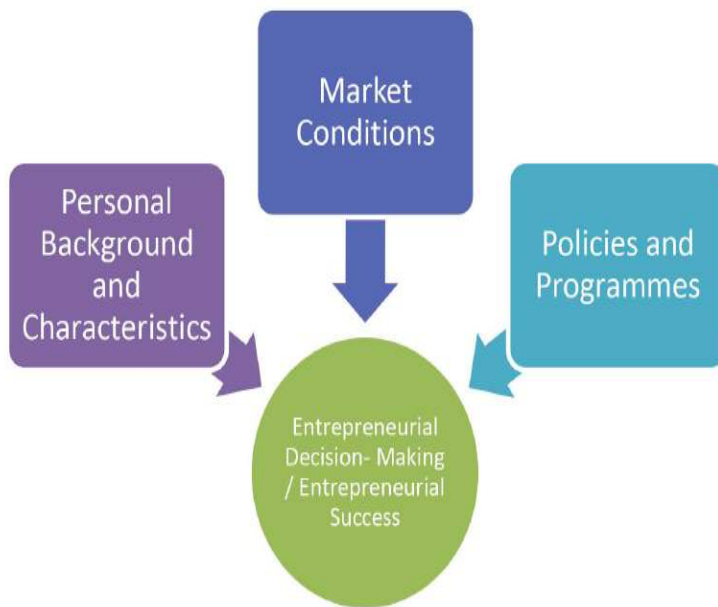 Market
Conditions
Personal
Background
and
Characteristics
Policies and
Programmes
Entrepreneurial
Decision- Making
/ Entrepreneurial
Success